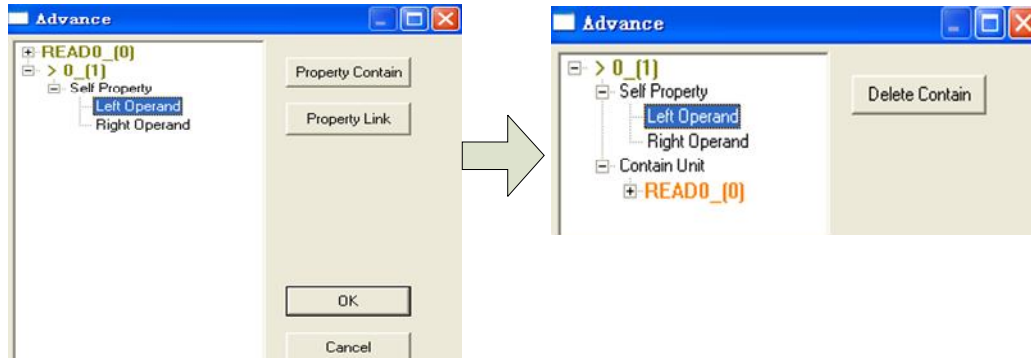 Advance
READ0_(0)
> 0_(1)
Self Property
Left Operand
Right Operand
Property Contain
Property Link
OK
Cancel
Advance
> 0_(1)
Self Property
Left Operand
Right Operand
Contain Unit
READ0_(0)
Delete Contain